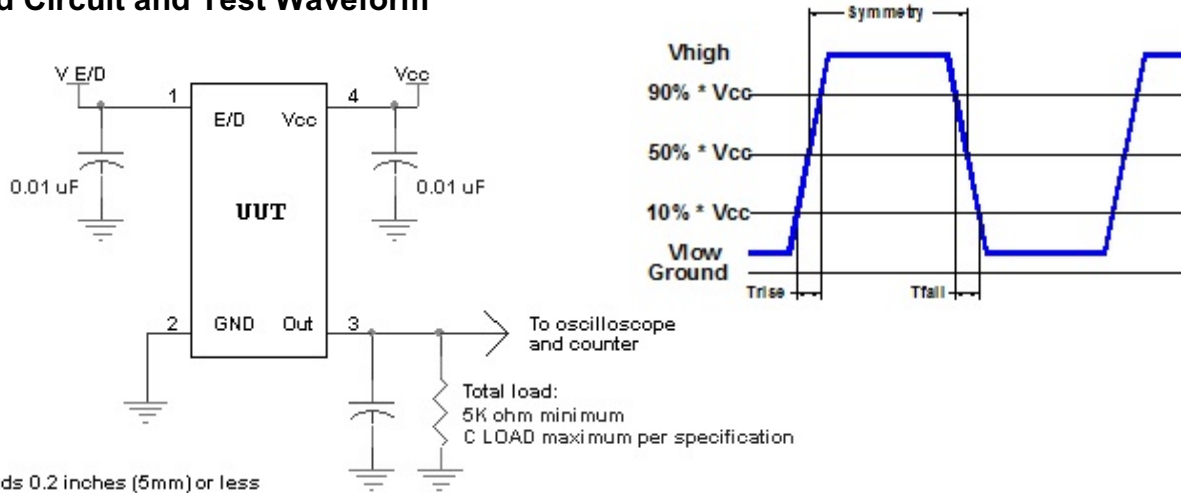 d Circuit and Test Waveform
V E/D
Vcc
1
4
E/D Vcc
0.01 uF
0.01 uF
UUT
2
GND Out
3
To oscilloscope
and counter
Total load:
5K ohm minimum
C LOAD maximum per specification
ds 0.2 inches (5mm) or less
Symmetry
Vhigh
90% * Vcc
50% * Vcc
10% * Vcc
Vlow
Ground
Trise
Tfall